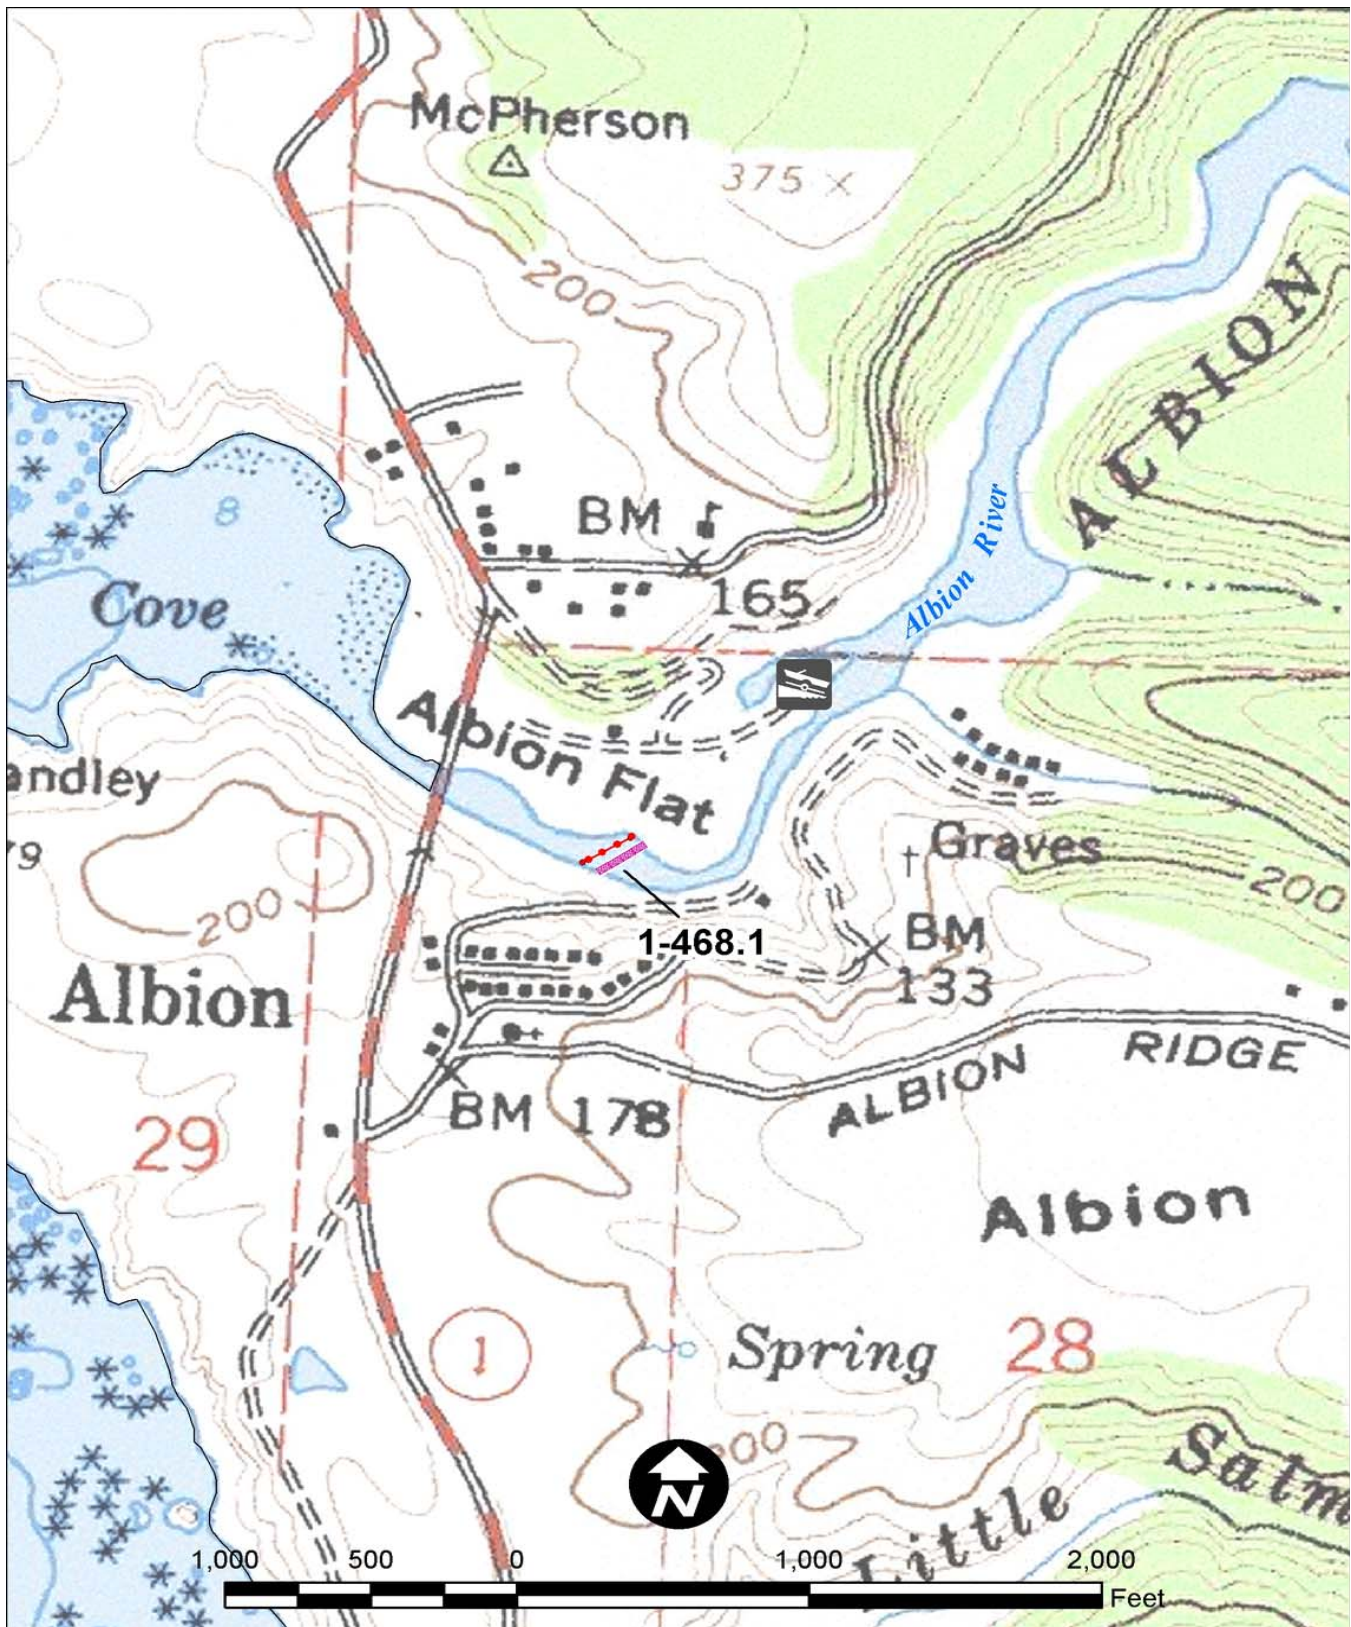 McPherson
375
200
ALBION
BM
8
Albion River
Cove
165
Albion Flat
andley
9
Graves
200
200
1-468.1
BM
133
Albion
RIDGE
ALBION
BM 178
29
Albion
1
Spring
28
Little
N
1,000 500 0 1,000 2,000
Feet